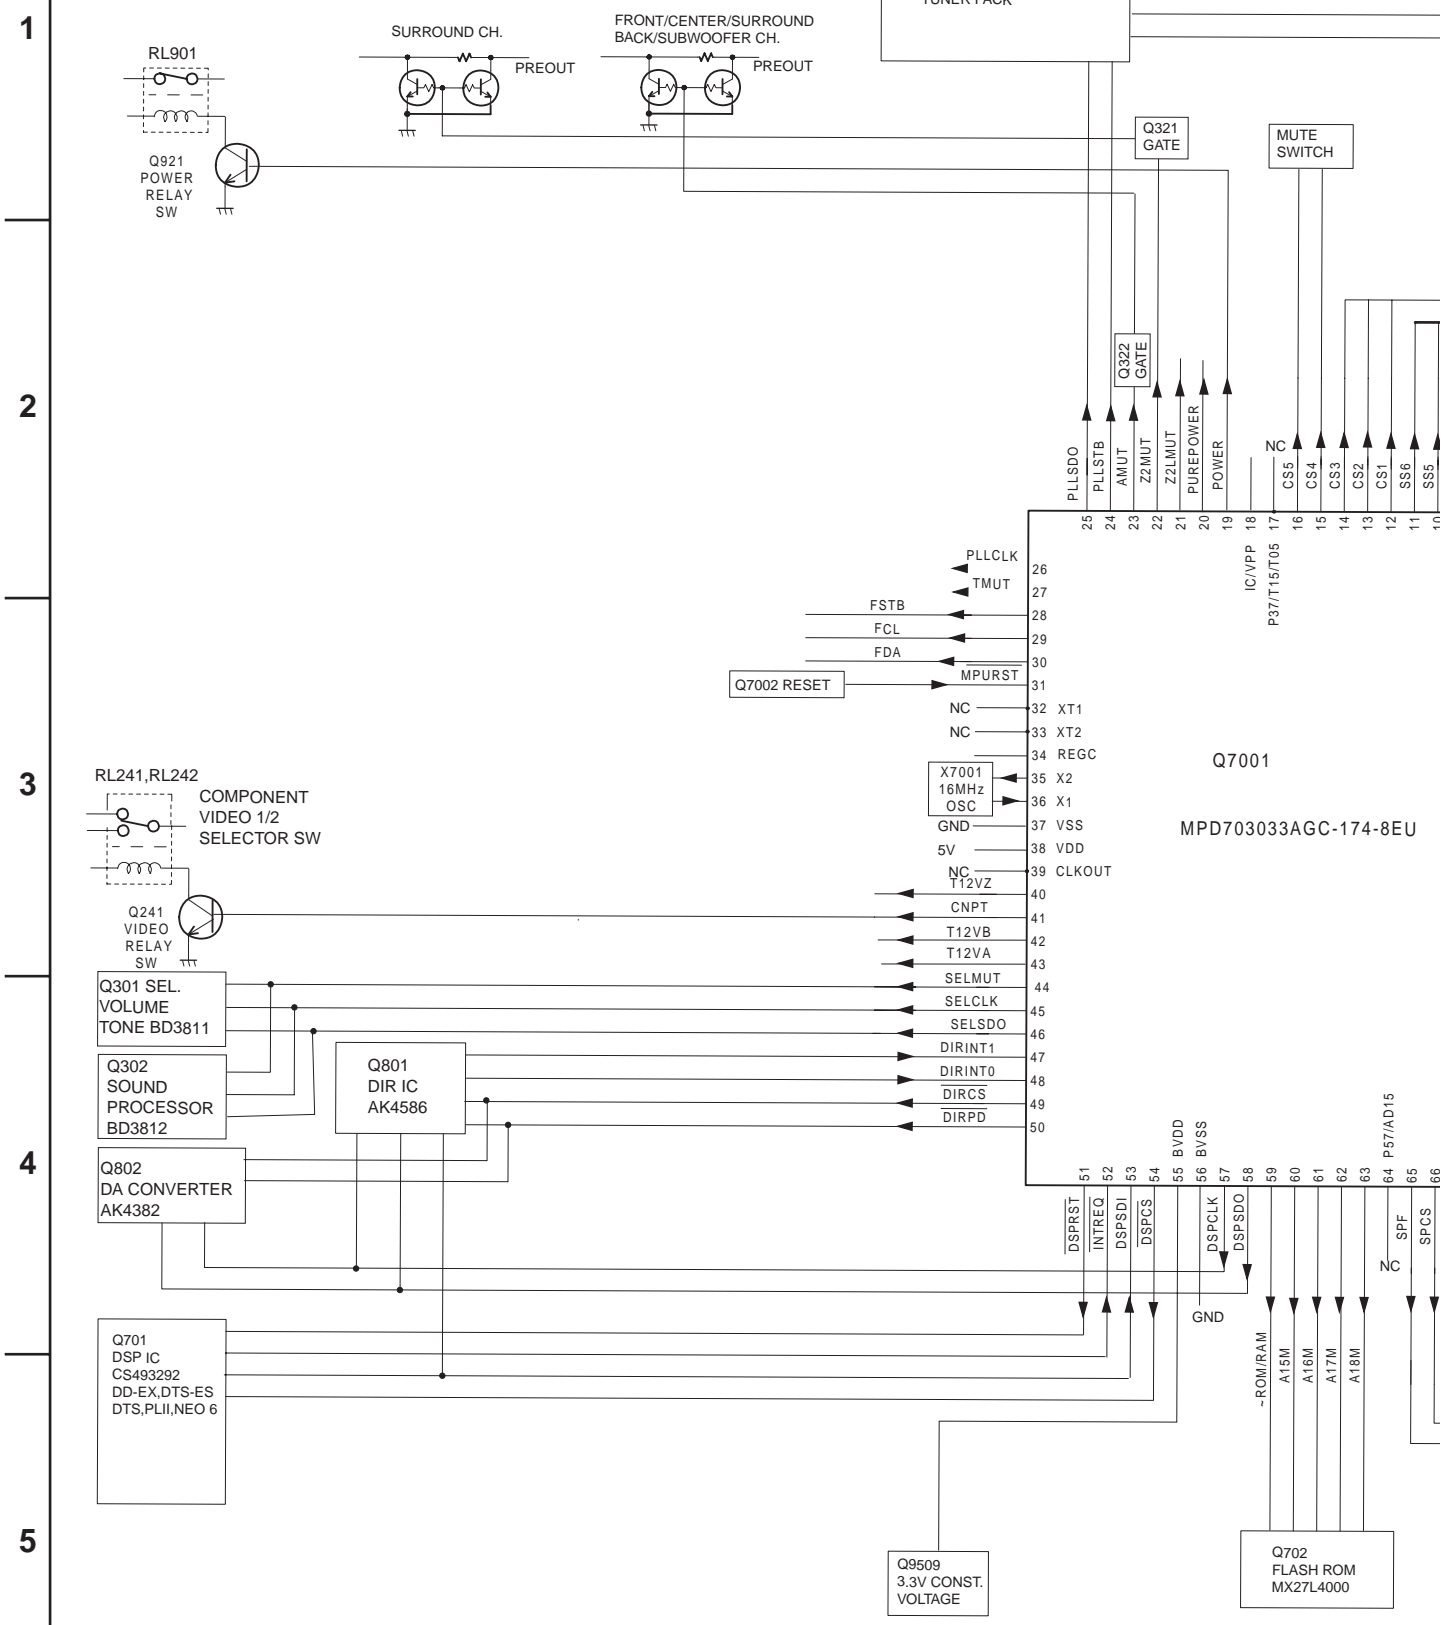 1
TUNER PACK
SURROUND CH.
FRONT/CENTER/SURROUND
BACK/SUBWOOFER CH.
RL901
PREOUT
PREOUT
Q321
GATE
MUTE
SWITCH
Q921
POWER
RELAY
SW
2
Q322
GATE
PLLSDO
PLLSTB
AMUT
Z2MUT
Z2LMUT
PUREPOWER
POWER
NC
CS5
CS4
CS3
CS2
CS1
SS6
SS5
25
24
23
22
21
20
19
18
17
16
15
14
13
12
11
10
IC/VPP
P37/T15/T05
PLLCLK
26
TMUT
27
FSTB
28
FCL
29
FDA
30
Q7002 RESET
MPURST
31
NC
32 XT1
NC
33 XT2
34 REGC
3
RL241,RL242
COMPONENT
VIDEO 1/2
SELECTOR SW
X7001
16MHz
OSC
35 X2
36 X1
GND
37 VSS
5V
38 VDD
NC
39 CLKOUT
Q7001
MPD703033AGC-174-8EU
T12VZ
40
CNPT
41
T12VB
42
T12VA
43
Q241
VIDEO
RELAY
SW
Q301 SEL.
VOLUME
TONE BD3811
SELMUT
44
SELCLK
45
SELSDO
46
DIRINT1
47
DIRINT0
48
DIRCS
49
DIRPD
50
Q302
SOUND
PROCESSOR
BD3812
Q801
DIR IC
AK4586
4
Q802
DA CONVERTER
AK4382
BVDD
BVSS
P57/AD15
51
52
53
54
55
56
57
58
59
60
61
62
63
64
65
66
DSPRST
INTREQ
DSPSDI
DSPCS
DSPCLK
DSPSDO
SPF
SPCS
NC
GND
~ROM/RAM
A15M
A16M
A17M
A18M
Q701
DSP IC
CS493292
DD-EX,DTS-ES
DTS,PLII,NEO 6
5
Q9509
3.3V CONST.
VOLTAGE
Q702
FLASH ROM
MX27L4000